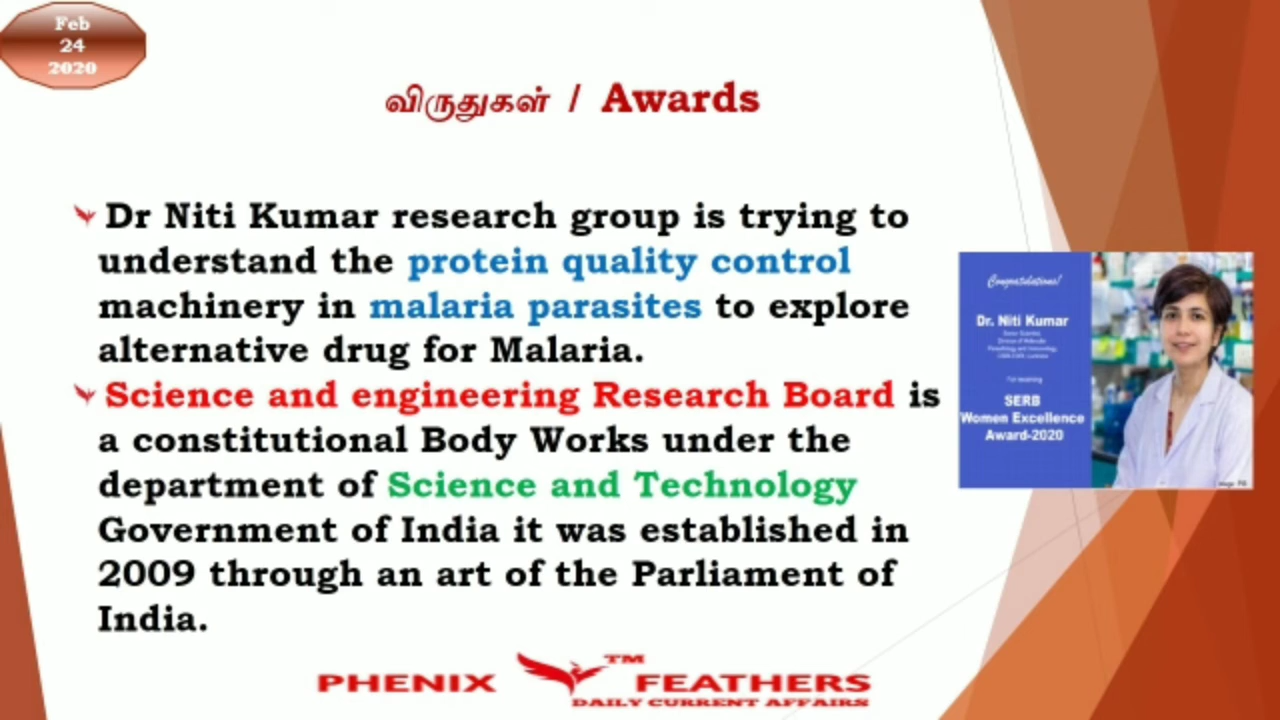 Feb
24
2020
விருதுகள் / Awards
Dr Niti Kumar research group is trying to
understand the protein quality control
machinery in malaria parasites to explore
alternative drug for Malaria.
Science and engineering Research Board is
a constitutional Body Works under the
department of Science and Technology
Government of India it was established in
2009 through an art of the Parliament of
India.
Congratulations!
Dr. Niti Kumar
For receiving
SERB
Women Excellence
Award-2020
PHENIX FEATHERS TM
DAILY CURRENT AFFAIRS